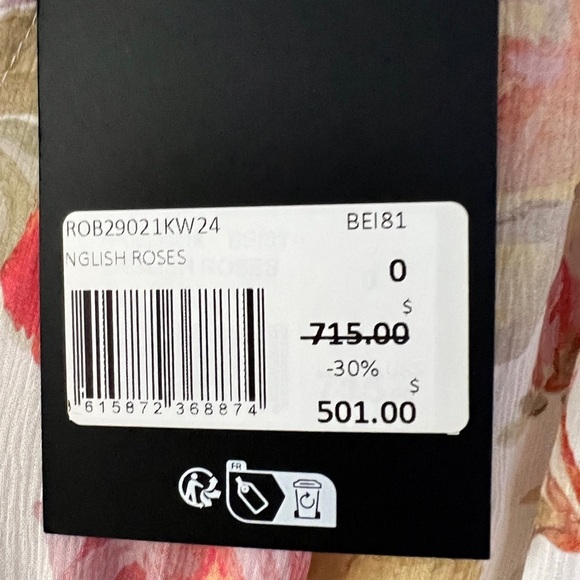 ROB29021KW24 BEI81
NGLISH ROSES
0
$
715.00
-30%
$
501.00
615872 368874
FR